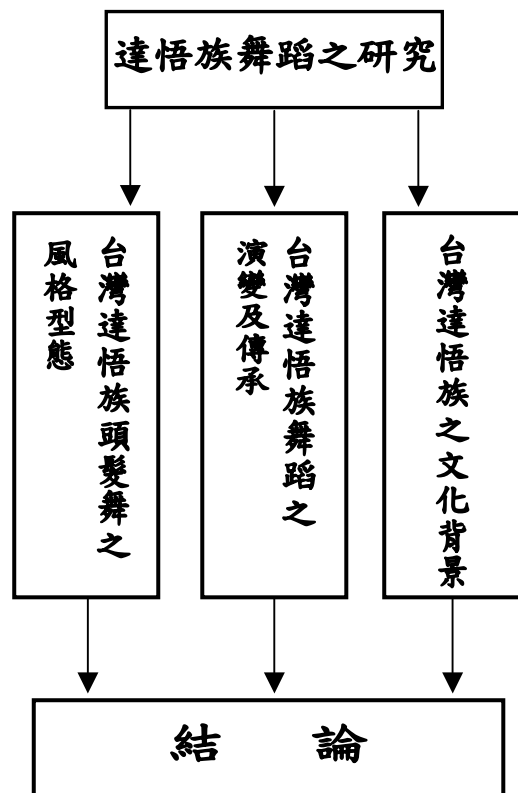 達悟族舞蹈之研究
台灣達悟族之文化背景
台灣達悟族舞蹈之
演變及傳承
台灣達悟族頭髮舞之
風格型態
結 論